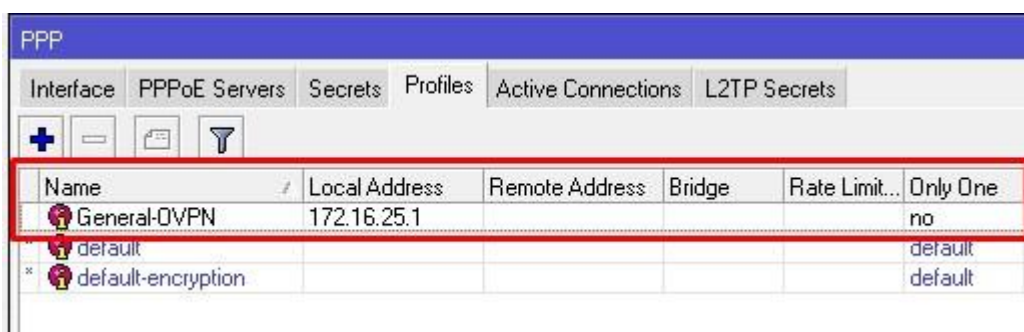 PPP
Interface PPPoE Servers Secrets Profiles Active Connections L2TP Secrets
Name Local Address Remote Address Bridge Rate Limit... Only One
General-OVPN 172.16.25.1 no
* default default
* default-encryption default